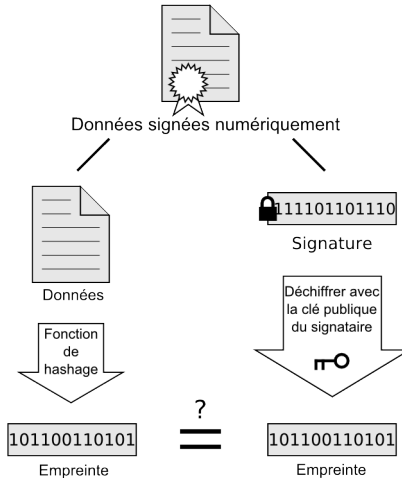 Données signées numériquement
111101101110
Signature
Données
Déchiffrer avec
la clé publique
du signataire
Fonction
de
hashage
?
101100110101
101100110101
Empreinte
Empreinte